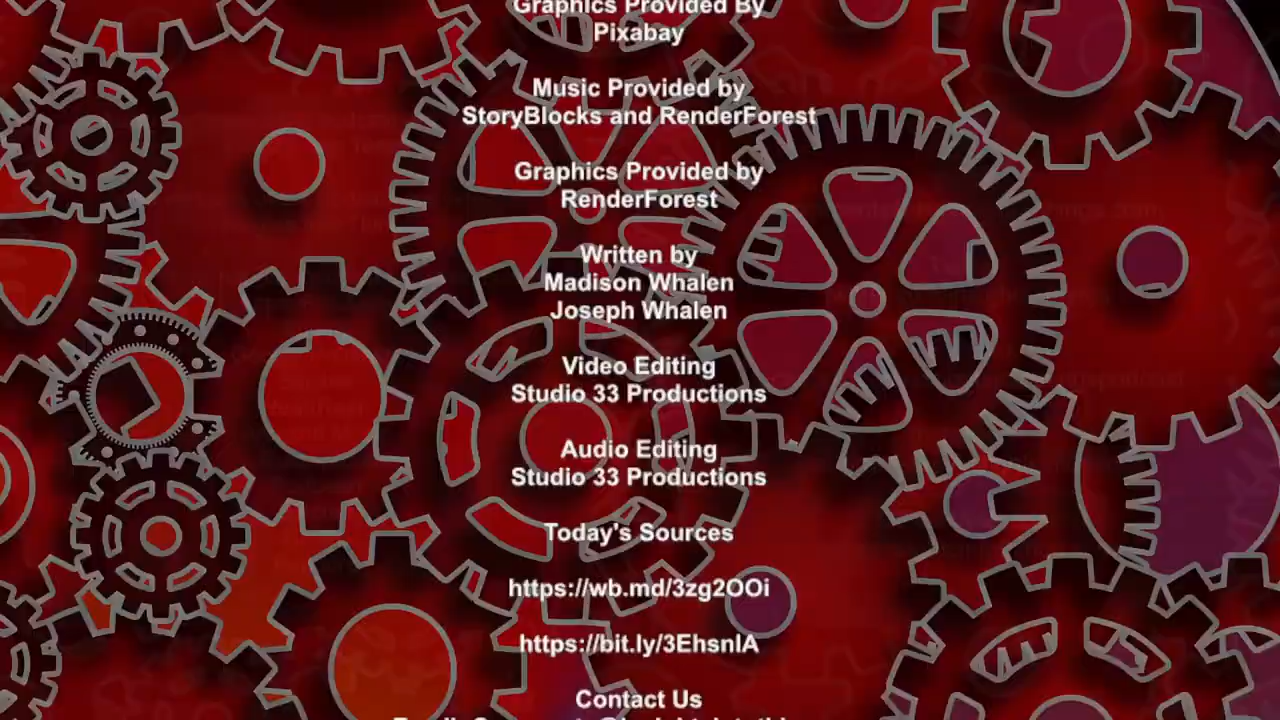 Graphics Provided By
Pixabay
Music Provided by
StoryBlocks and RenderForest
Graphics Provided by
RenderForest
Written by
Madison Whalen
Joseph Whalen
Video Editing
Studio 33 Productions
Audio Editing
Studio 33 Productions
Today's Sources
https://wb.md/3zg2OOi
https://bit.ly/3EhsnlA
Contact Us